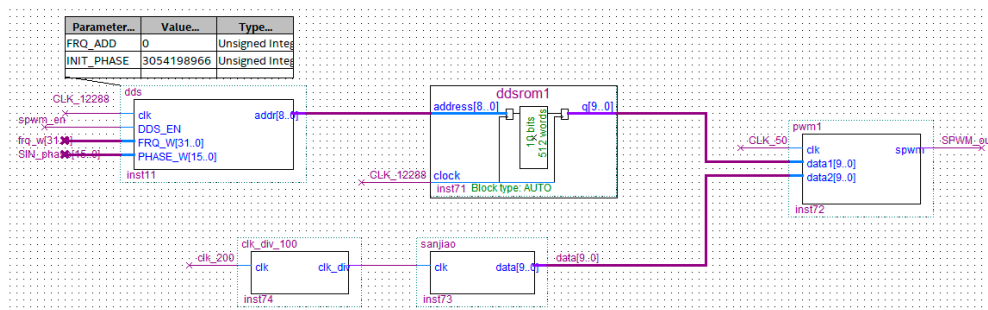 Parameter... Value... Type...
FRQ_ADD 0 Unsigned Integ
INIT_PHASE 3054198966 Unsigned Integ
dds
CLK_12288
clk addr[8..0]
spwm_en
DDS_EN
FRQ_W[31..0]
PHASE_W[15..0]
inst11
ddsrom1
address[8..0] q[9..0]
10 bits
512 words
CLK_12288
clock
inst71 Block type: AUTO
pwm1
CLK_50
clk spwm
SPWM_ou
data1[9..0]
data2[9..0]
inst72
clk_div_100
clk_200
clk clk_div
inst74
sanjiao
clk data[9..0]
data[9..0]
inst73